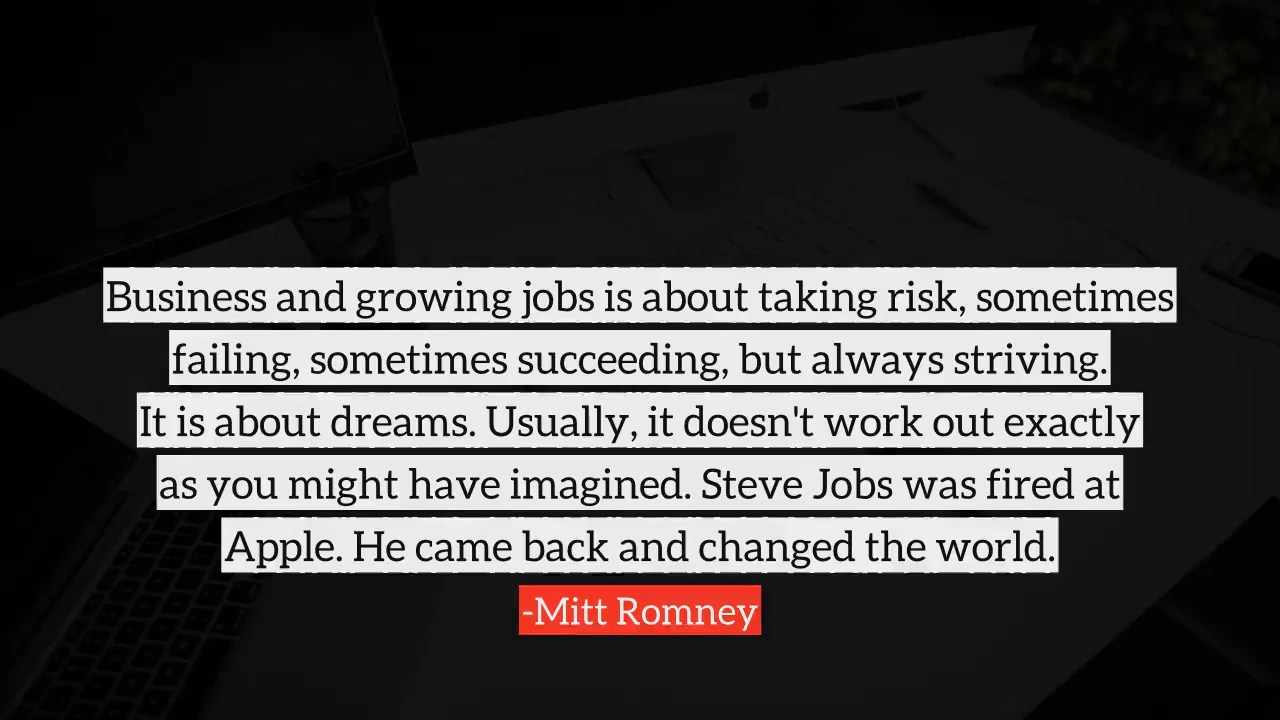 Business and growing jobs is about taking risk, sometimes
failing, sometimes succeeding, but always striving.
It is about dreams. Usually, it doesn't work out exactly
as you might have imagined. Steve Jobs was fired at
Apple. He came back and changed the world.
-Mitt Romney